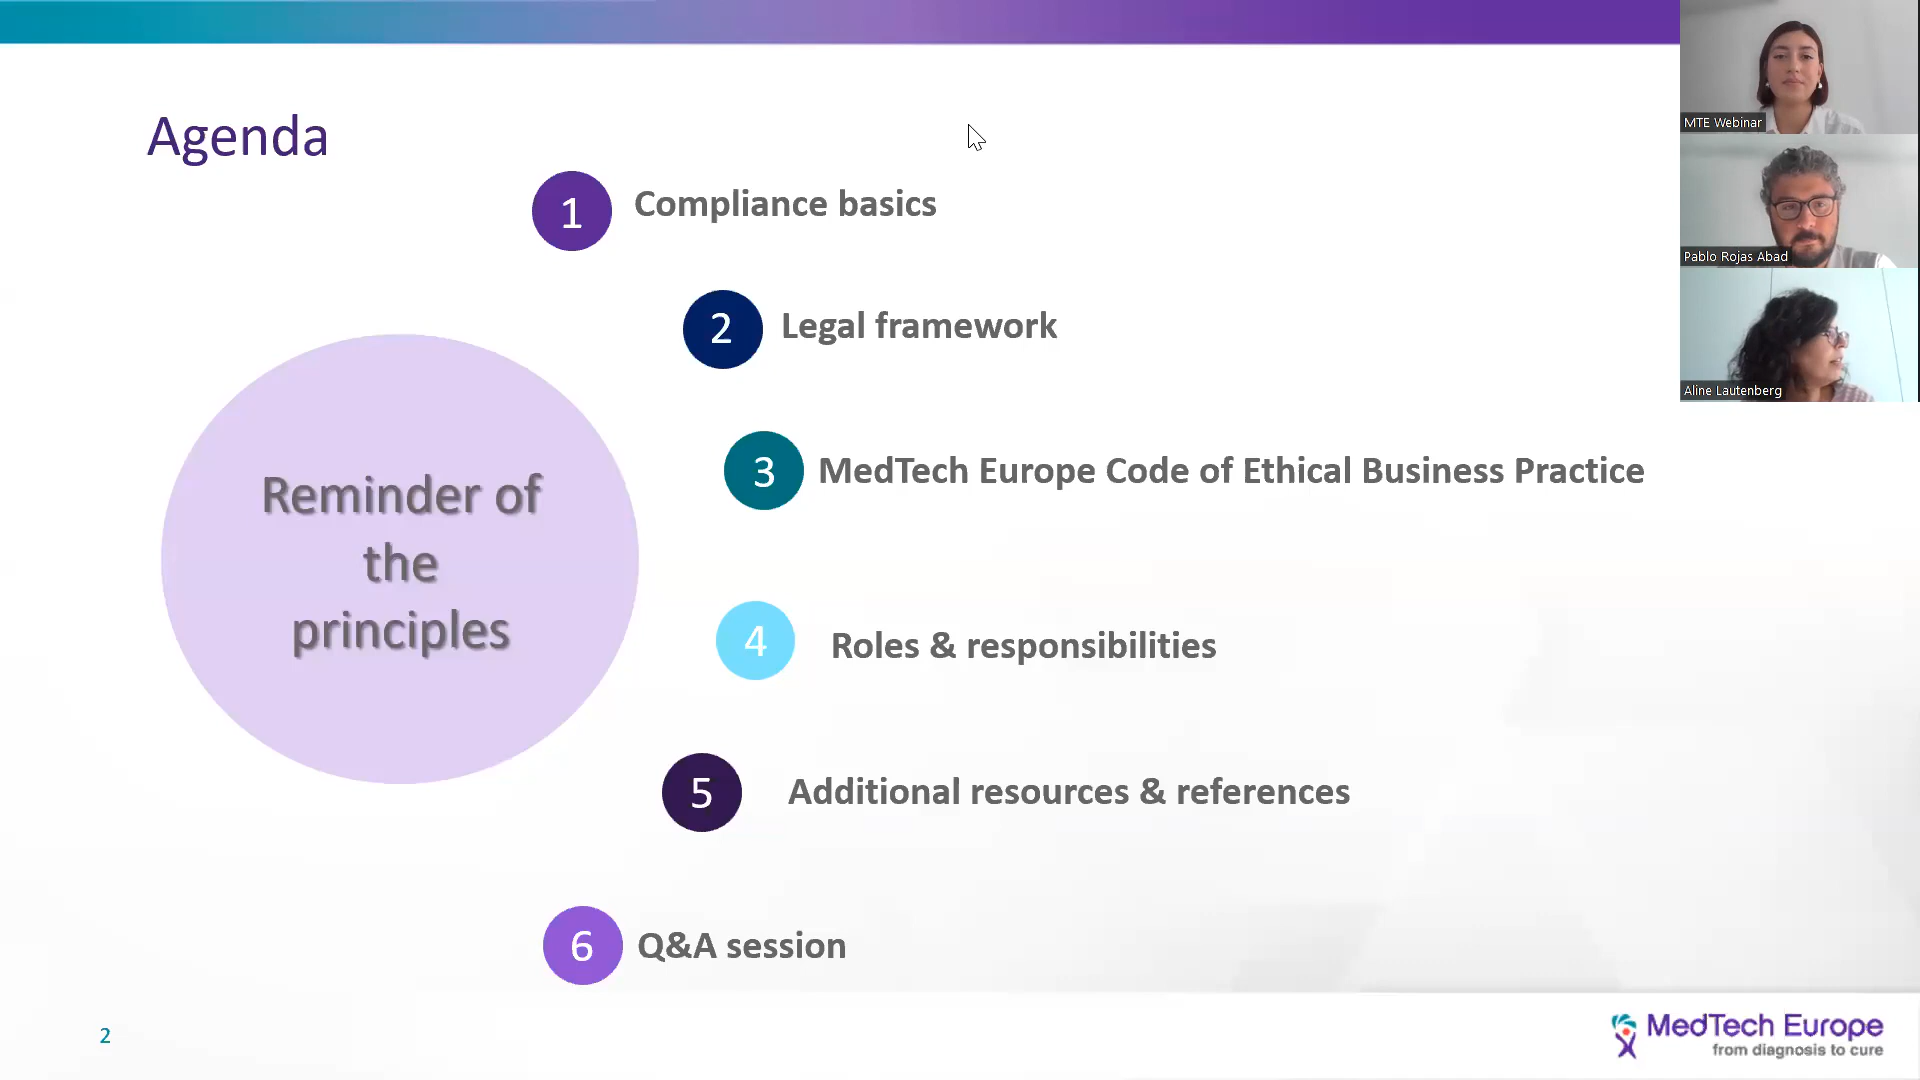 Agenda
1 Compliance basics
2 Legal framework
3 MedTech Europe Code of Ethical Business Practice
4 Roles & responsibilities
5 Additional resources & references
6 Q&A session
Reminder of
the
principles
MTE Webinar
Pablo Rojas Abad
Aline Lautenberg
2
MedTech Europe
from diagnosis to cure